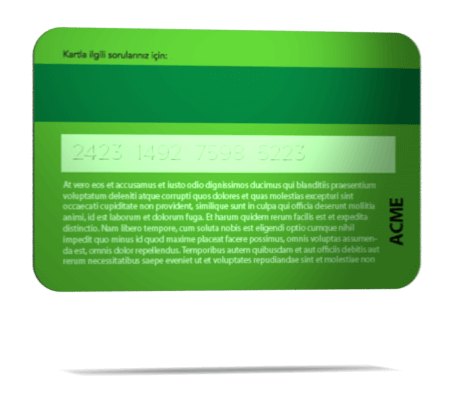 Kartla ilgili sorularınız için:
2423 1492 7598 5223
At vero eos et accusamus et iusto odio dignissimos ducimus qui blanditiis praesentium
voluptatum deleniti atque corrupti quos dolores et quas molestias excepturi sint
occaecati cupiditate non provident, similique sunt in culpa qui officia deserunt mollitia
animi, id est laborum et dolorum fuga. Et harum quidem rerum facilis est et expedita
distinctio. Nam libero tempore, cum soluta nobis est eligendi optio cumque nihil
impedit quo minus id quod maxime placeat facere possimus, omnis voluptas assumen-
da est, omnis dolor repellendus. Temporibus autem quibusdam et aut officiis debitis aut
rerum necessitatibus saepe eveniet ut et voluptates repudiandae sint et molestiae non
ACME